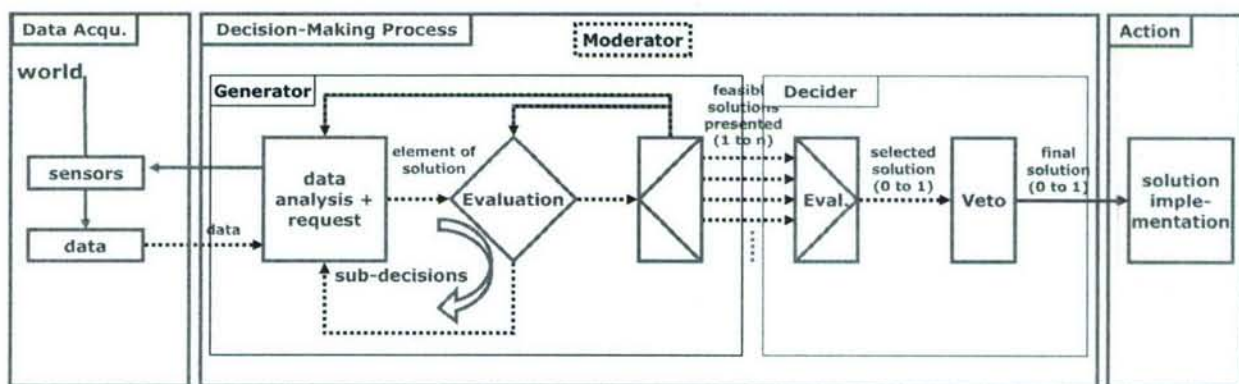 Data Acqu.
Decision-Making Process
Moderator
Action
world
Generator
feasibl
solutions
presented
(1 to n)
Decider
sensors
data
data
data
analysis +
request
element of
solution
Evaluation
sub-decisions
Eval.
selected
solution
(0 to 1)
Veto
final
solution
(0 to 1)
solution
imple-
mentation